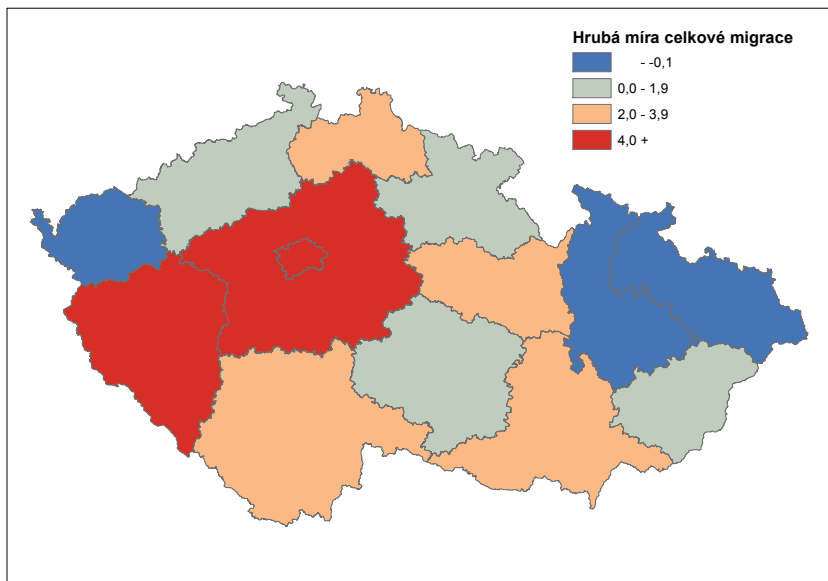 Hrubá míra celkové migrace
- -0,1
0,0 - 1,9
2,0 - 3,9
4,0 +